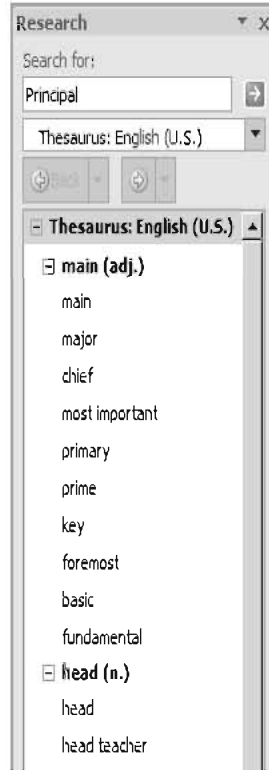 Research
Search for:
Principal
Thesaurus: English (U.S.)
Back
Thesaurus: English (U.S.)
main (adj.)
main
major
chief
most important
primary
prime
key
foremost
basic
fundamental
head (n.)
head
head teacher